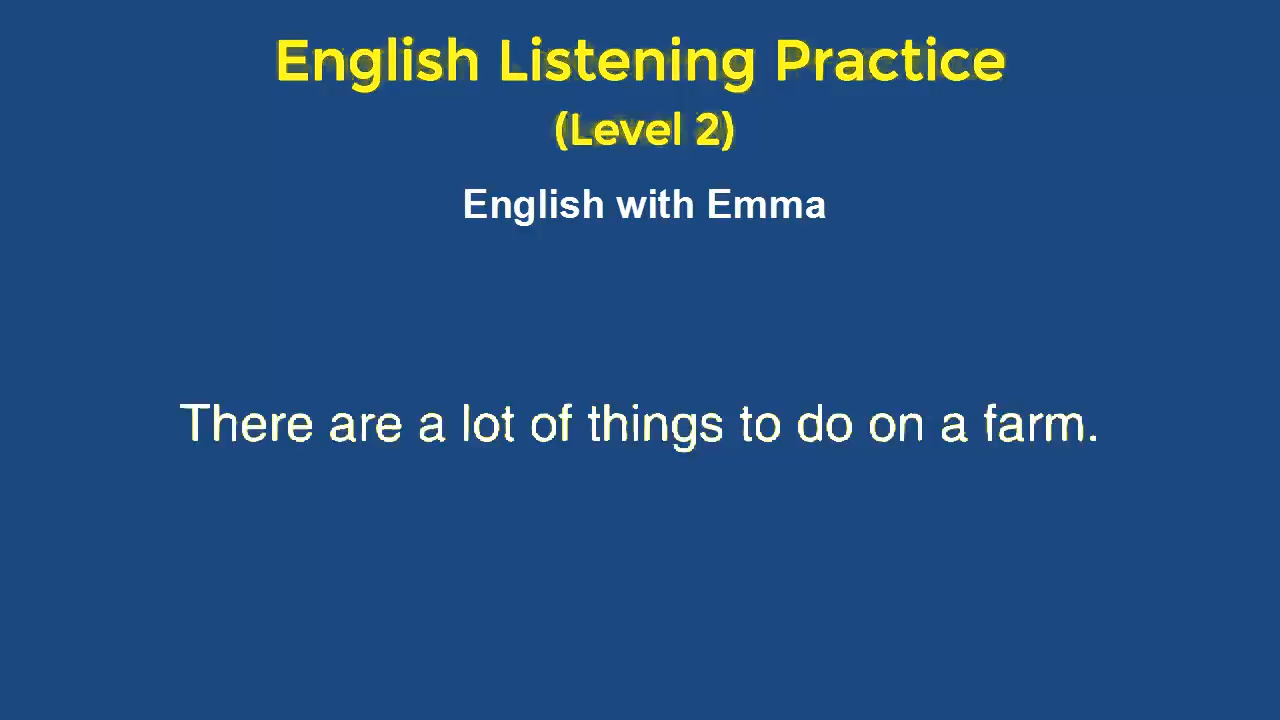 English Listening Practice
(Level 2)
English with Emma
There are a lot of things to do on a farm.